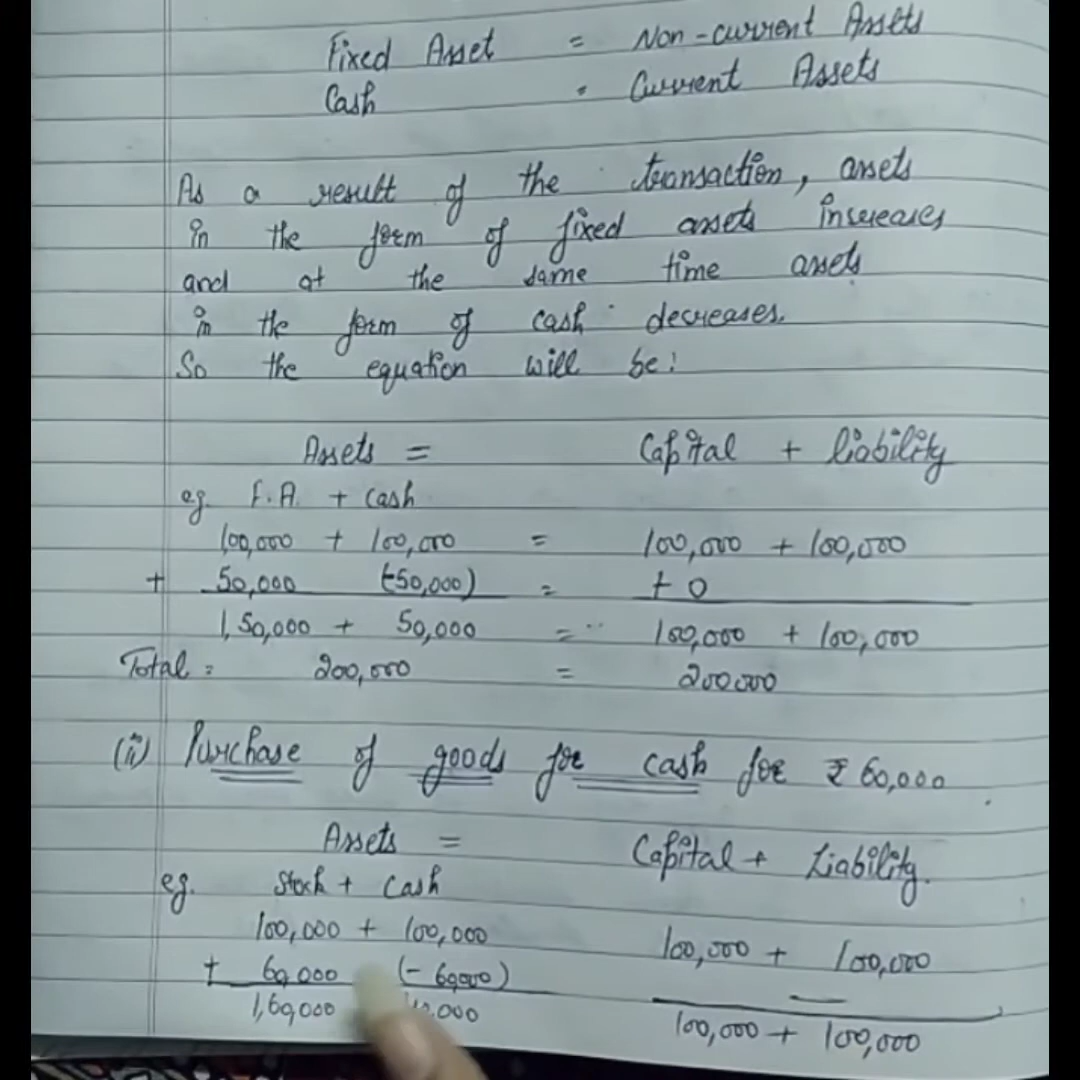 Fixed Asset = Non-current Assets
Cash = Current Assets
As a result of the transaction, assets
in the form of fixed assets increases
and at the same time assets
in the form of cash decreases.
So the equation will be:
Assets = Capital + liability
eg. F.A. + cash
100,000 + 100,000 = 100,000 + 100,000
+ 50,000 (-50,000) = + 0
1,50,000 + 50,000 = 100,000 + 100,000
Total = 200,000 = 200000
(ii) Purchase of goods for cash for ₹ 60,000
Assets = Capital + Liability.
eg. Stock + Cash
100,000 + 100,000 100,000 + 100,000
+ 60,000 (- 60,000) —
1,60,000 100,000 + 100,000